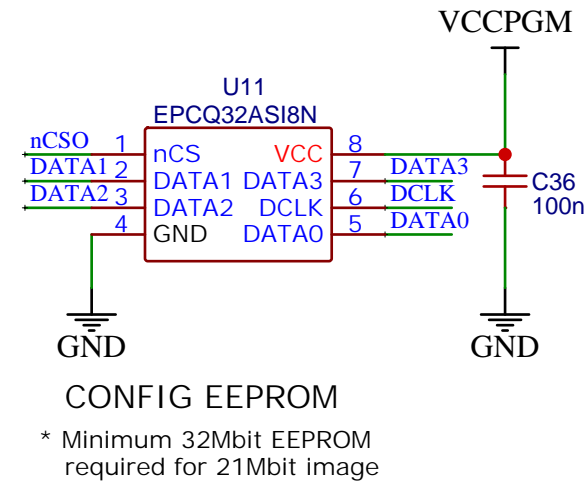 VCCPGM
U11
EPCQ32ASI8N
nCSO 1 nCS VCC 8
DATA1 2 DATA1 DATA3 7 DATA3
DATA2 3 DATA2 DCLK 6 DCLK
4 GND DATA0 5 DATA0
C36
100n
GND GND
CONFIG EEPROM
* Minimum 32Mbit EEPROM
required for 21Mbit image